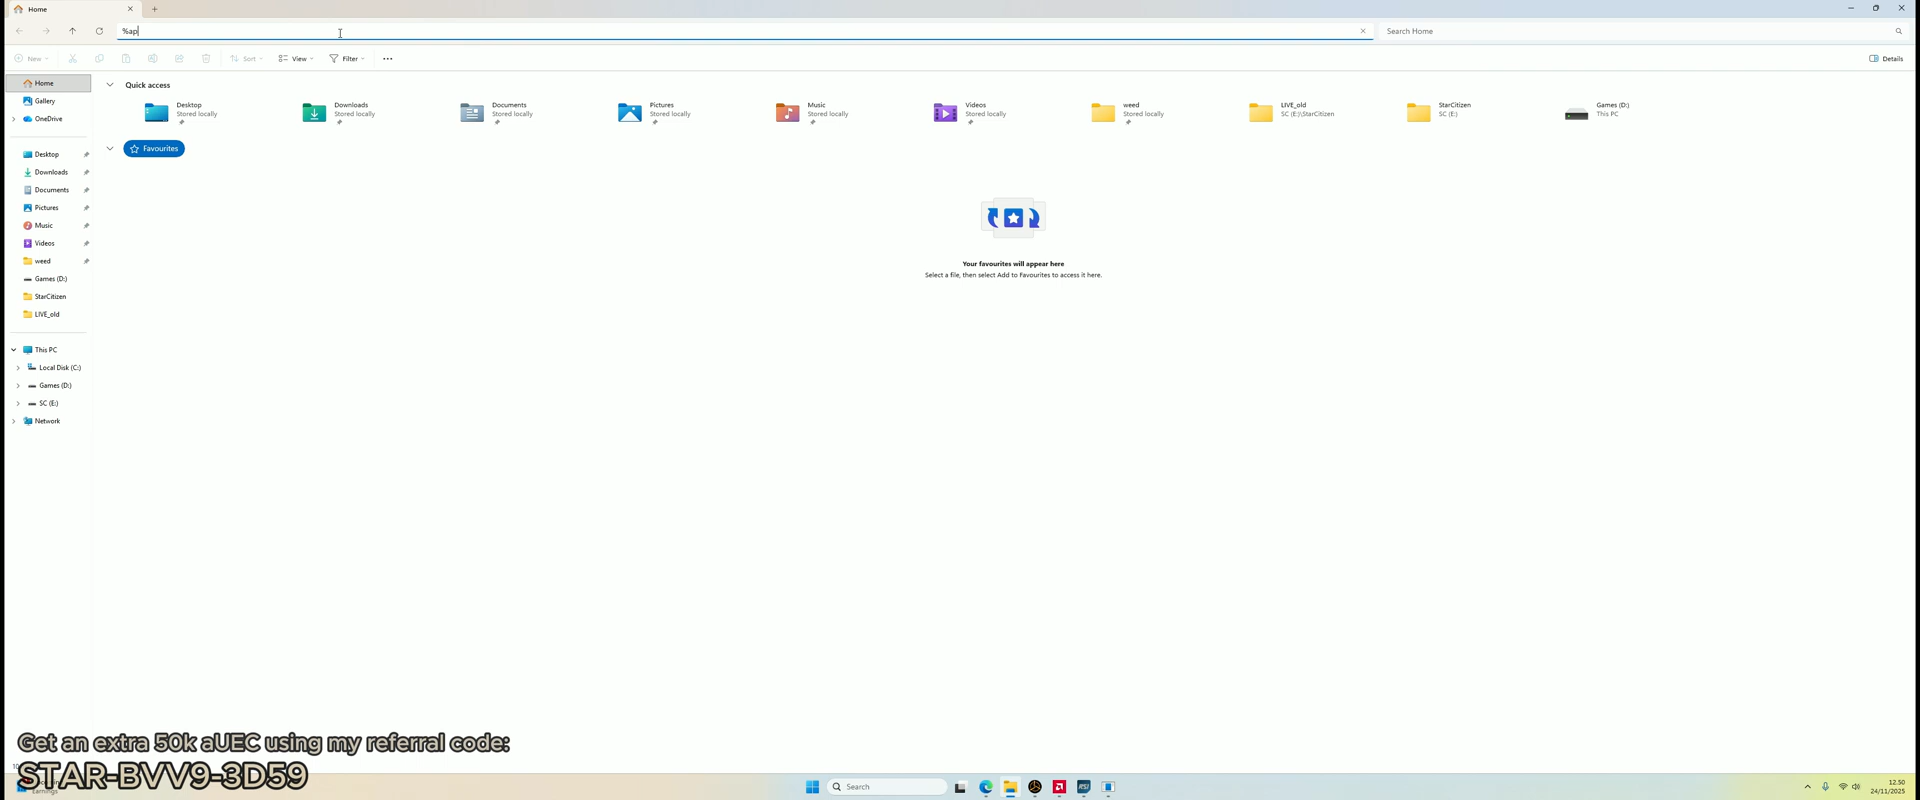 Home
%ap
Search Home
New
Sort
View
Filter
Details
Home
Gallery
OneDrive
Desktop
Downloads
Documents
Pictures
Music
Videos
weed
Games (D:)
StarCitizen
LIVE_old
This PC
Local Disk (C:)
Games (D:)
SC (E:)
Network
Quick access
Desktop
Stored locally
Downloads
Stored locally
Documents
Stored locally
Pictures
Stored locally
Music
Stored locally
Videos
Stored locally
weed
Stored locally
LIVE_old
SC (E:)\StarCitizen
StarCitizen
SC (E:)
Games (D:)
This PC
Favourites
Your favourites will appear here
Select a file, then select Add to Favourites to access it here.
Get an extra 50k aUEC using my referral code:
STAR-BVV9-3D59
Earnings
Search
RSI
12.50
24/11/2025